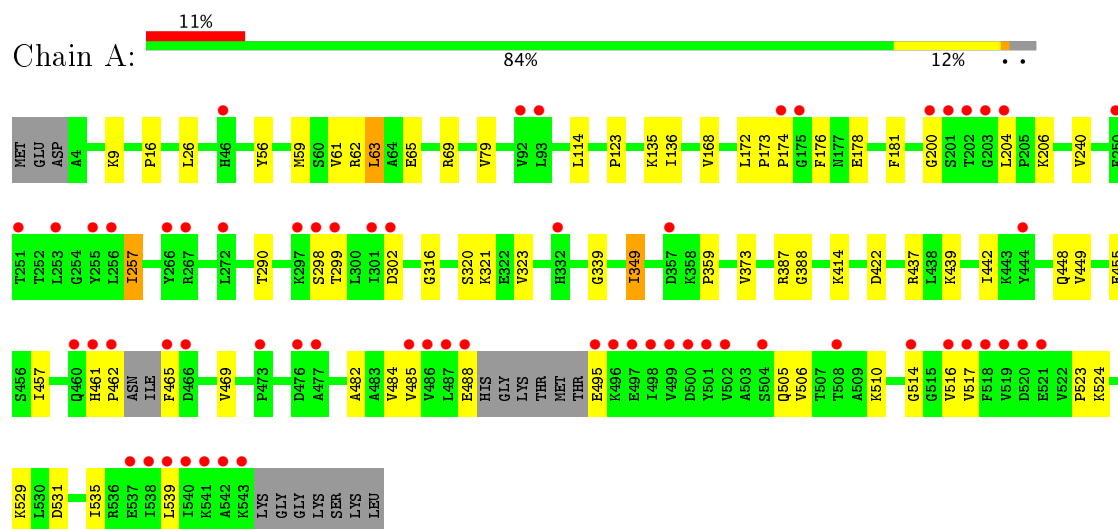 11%
Chain A:
84% 12% • •
MET GLU ASP A4 K9 P16 L26 H46 Y56 M59 S60 V61 R62 L63 A64 E65 R69 V79 V92 L93 L114 P123 K135 I136 V168 L172 P173 P174 G175 F176 N177 E178 F181 G200 S201 T202 G203 L204 P205 K206 V240 F250
T251 T252 L253 G254 Y255 L256 I257 Y266 R267 L272 T290 K297 S298 T299 L300 I301 D302 G316 S320 K321 E322 V323 H332 G339 I349 D357 K358 P359 V373 R387 G388 K414 D422 R437 L438 K439 I442 K443 Y444 Q448 V449 F455
S456 I457 Q460 H461 P462 ASN ILE F465 D466 V469 P473 D476 A477 A482 A483 V484 V485 V486 L487 E488 HIS GLY LYS THR MET THR E495 K496 E497 I498 V499 D500 Y501 V502 A503 S504 Q505 V506 T507 T508 A509 K510 G514 G515 V516 V517 F518 V519 D520 E521 V522 P523 K524
K529 L530 D531 I535 R536 E537 I538 L539 I540 K541 A542 K543 LYS GLY GLY LYS SER LYS LEU